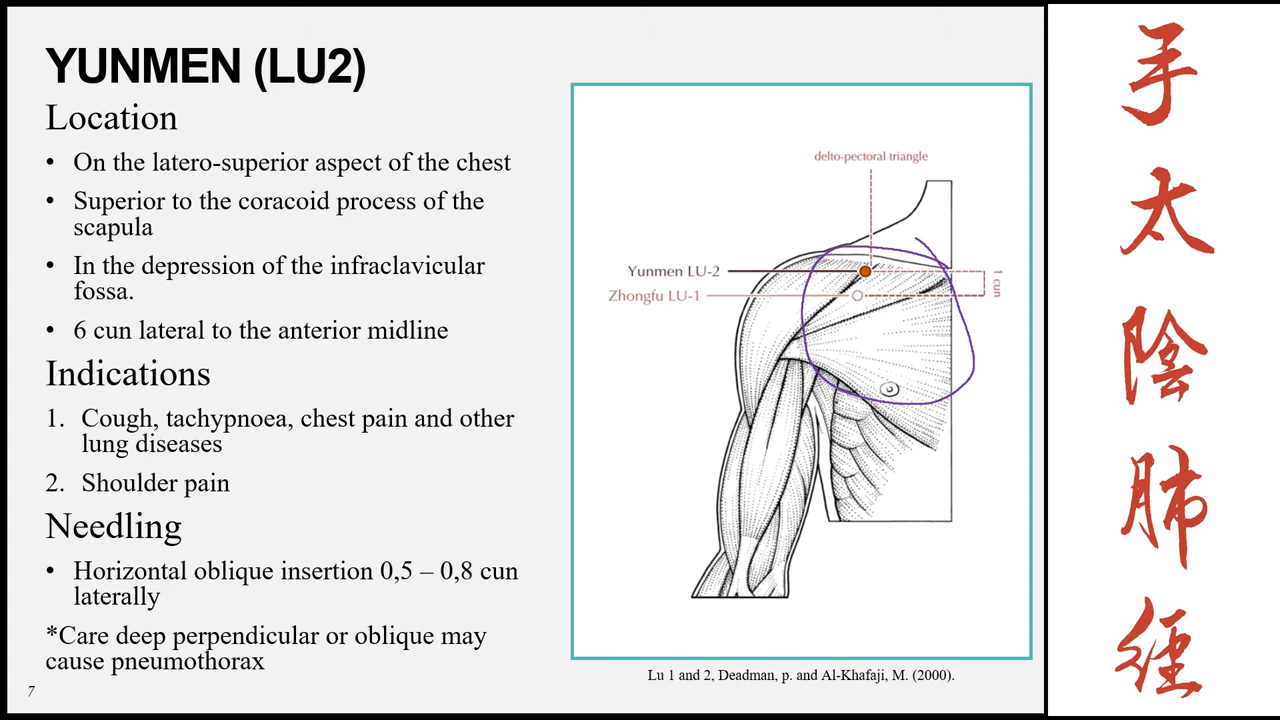 YUNMEN (LU2)
Location
• On the latero-superior aspect of the chest
• Superior to the coracoid process of the
scapula
• In the depression of the infraclavicular
fossa.
• 6 cun lateral to the anterior midline
Indications
1. Cough, tachypnoea, chest pain and other
lung diseases
2. Shoulder pain
Needling
• Horizontal oblique insertion 0,5 – 0,8 cun
laterally
*Care deep perpendicular or oblique may
cause pneumothorax
7
delto-pectoral triangle
Yunmen LU-2
Zhongfu LU-1
1 cun
Lu 1 and 2, Deadman, p. and Al-Khafaji, M. (2000).
手
太
陰
肺
經